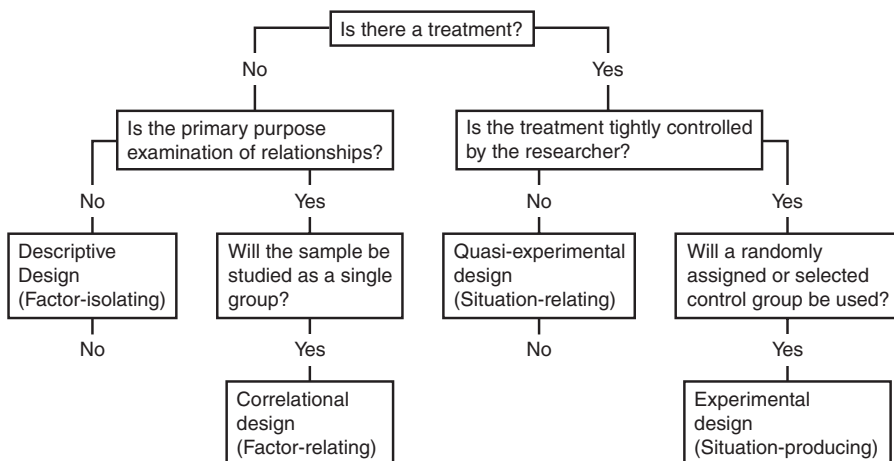 Is there a treatment?
No
Yes
Is the primary purpose
examination of relationships?
Is the treatment tightly controlled
by the researcher?
No
Yes
No
Yes
Descriptive
Design
(Factor-isolating)
Will the sample be
studied as a single
group?
Quasi-experimental
design
(Situation-relating)
Will a randomly
assigned or selected
control group be used?
No
Yes
No
Yes
Correlational
design
(Factor-relating)
Experimental
design
(Situation-producing)